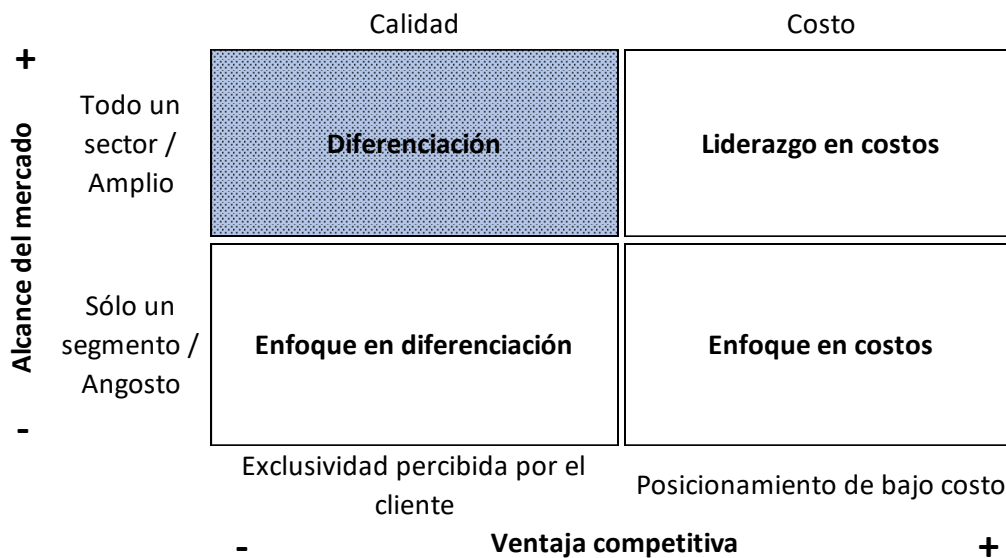 Calidad
Costo
+
Alcance del mercado
-
Todo un
sector /
Amplio
Diferenciación
Liderazgo en costos
Sólo un
segmento /
Angosto
Enfoque en diferenciación
Enfoque en costos
Exclusividad percibida por el
cliente
Posicionamiento de bajo costo
-
Ventaja competitiva
+